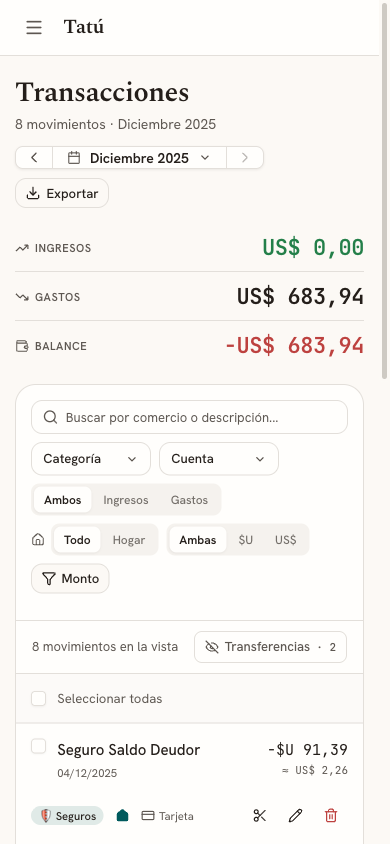 Tatú
Transacciones
8 movimientos · Diciembre 2025
Diciembre 2025
Exportar
INGRESOS US$ 0,00
GASTOS US$ 683,94
BALANCE -US$ 683,94
Buscar por comercio o descripción...
Categoría Cuenta
Ambos Ingresos Gastos
Todo Hogar Ambas $U US$
Monto
8 movimientos en la vista Transferencias · 2
Seleccionar todas
Seguro Saldo Deudor -$U 91,39
04/12/2025 ≈ US$ 2,26
Seguros Tarjeta